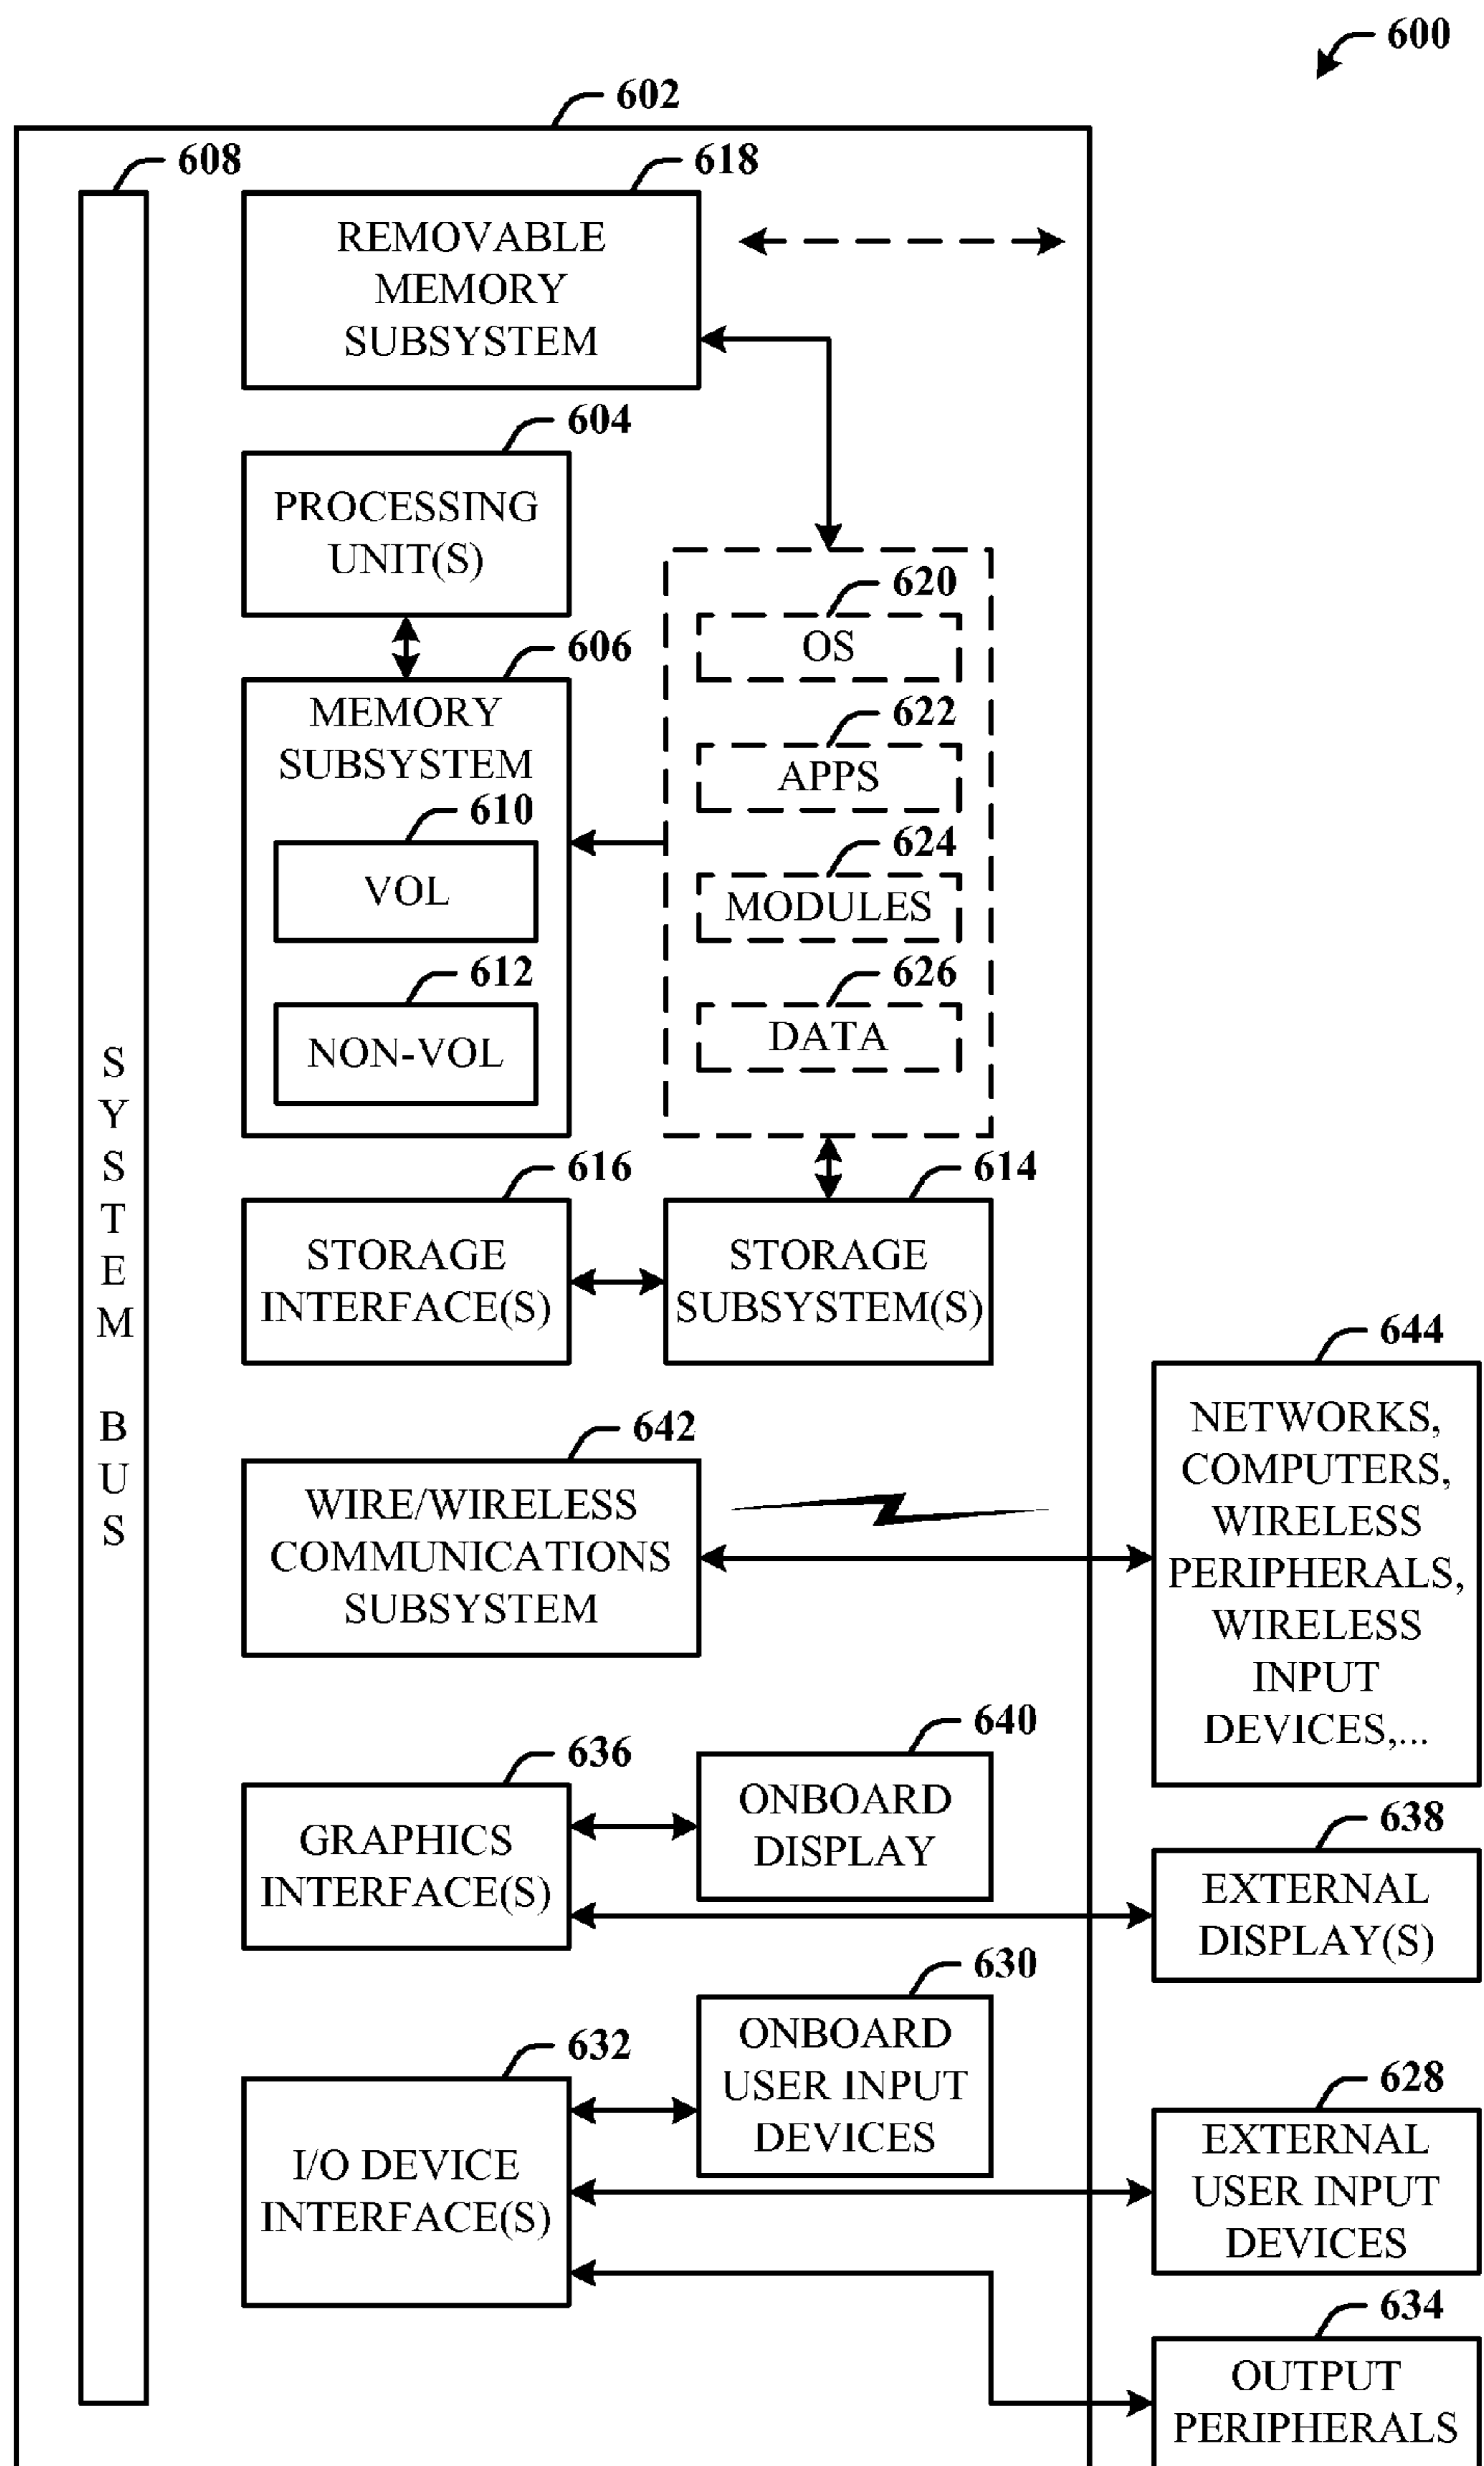 600
602
608
618
REMOVABLE
MEMORY
SUBSYSTEM
604
PROCESSING
UNIT(S)
606
MEMORY
SUBSYSTEM
610
VOL
612
NON-VOL
620
OS
622
APPS
624
MODULES
626
DATA
SYSTEM BUS
616
STORAGE
INTERFACE(S)
614
STORAGE
SUBSYSTEM(S)
642
WIRE/WIRELESS
COMMUNICATIONS
SUBSYSTEM
644
NETWORKS,
COMPUTERS,
WIRELESS
PERIPHERALS,
WIRELESS
INPUT
DEVICES,...
636
GRAPHICS
INTERFACE(S)
640
ONBOARD
DISPLAY
638
EXTERNAL
DISPLAY(S)
632
I/O DEVICE
INTERFACE(S)
630
ONBOARD
USER INPUT
DEVICES
628
EXTERNAL
USER INPUT
DEVICES
634
OUTPUT
PERIPHERALS